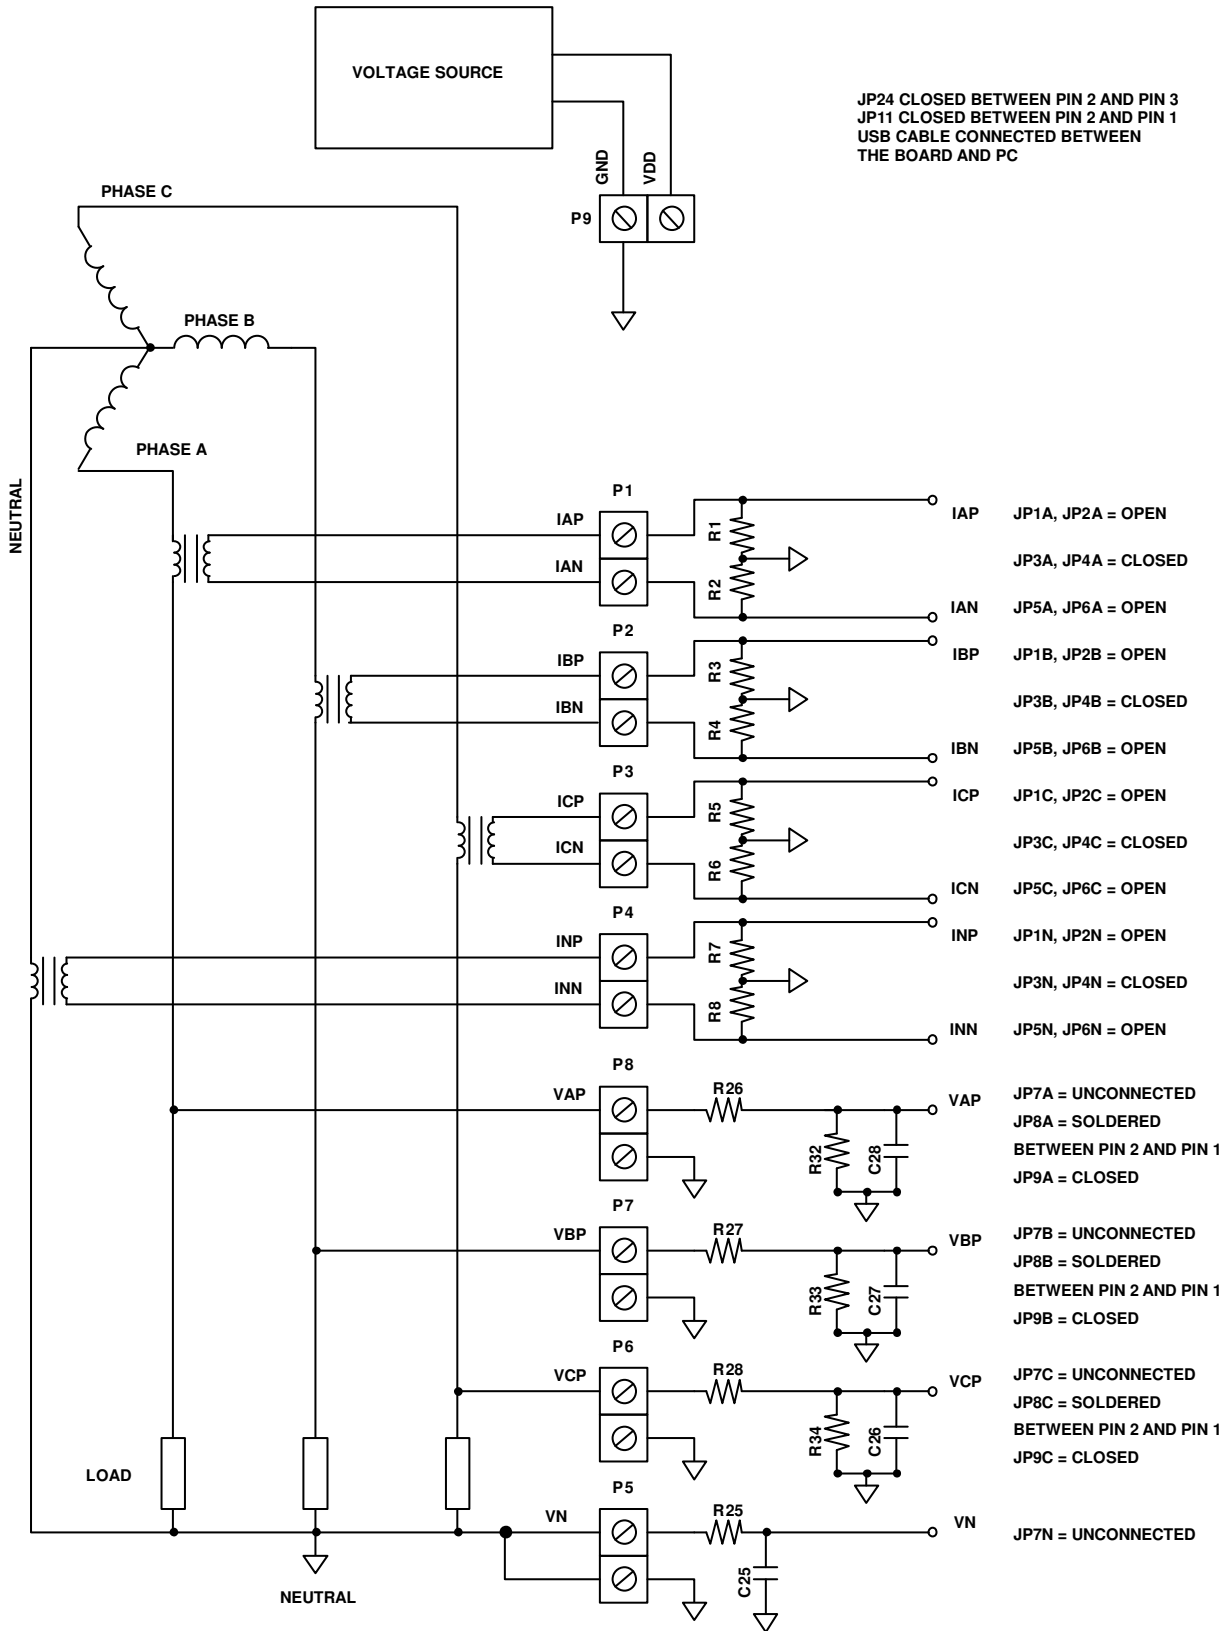 VOLTAGE SOURCE
JP24 CLOSED BETWEEN PIN 2 AND PIN 3
JP11 CLOSED BETWEEN PIN 2 AND PIN 1
USB CABLE CONNECTED BETWEEN
THE BOARD AND PC
GND
VDD
P9
PHASE C
PHASE B
PHASE A
NEUTRAL
P1
IAP
IAN
R1
R2
IAP
JP1A, JP2A = OPEN
JP3A, JP4A = CLOSED
IAN
JP5A, JP6A = OPEN
P2
IBP
IBN
R3
R4
IBP
JP1B, JP2B = OPEN
JP3B, JP4B = CLOSED
IBN
JP5B, JP6B = OPEN
P3
ICP
ICN
R5
R6
ICP
JP1C, JP2C = OPEN
JP3C, JP4C = CLOSED
ICN
JP5C, JP6C = OPEN
P4
INP
INN
R7
R8
INP
JP1N, JP2N = OPEN
JP3N, JP4N = CLOSED
INN
JP5N, JP6N = OPEN
P8
VAP
R26
R32
C28
VAP
JP7A = UNCONNECTED
JP8A = SOLDERED
BETWEEN PIN 2 AND PIN 1
JP9A = CLOSED
P7
VBP
R27
R33
C27
VBP
JP7B = UNCONNECTED
JP8B = SOLDERED
BETWEEN PIN 2 AND PIN 1
JP9B = CLOSED
P6
VCP
R28
R34
C26
VCP
JP7C = UNCONNECTED
JP8C = SOLDERED
BETWEEN PIN 2 AND PIN 1
JP9C = CLOSED
LOAD
P5
VN
R25
C25
VN
JP7N = UNCONNECTED
NEUTRAL